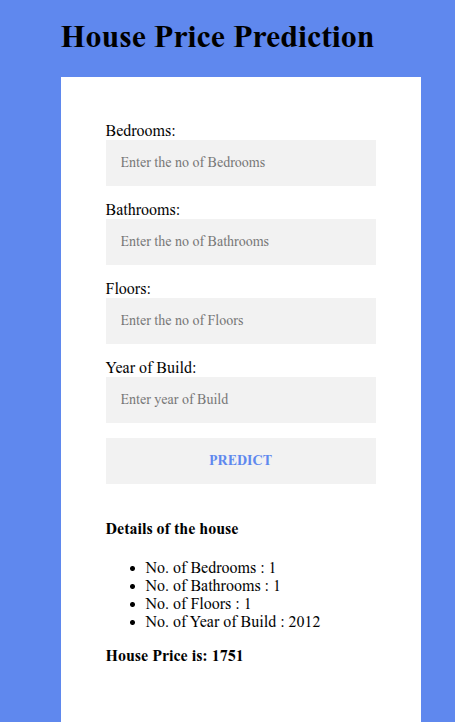 House Price Prediction
Bedrooms:
Enter the no of Bedrooms
Bathrooms:
Enter the no of Bathrooms
Floors:
Enter the no of Floors
Year of Build:
Enter year of Build
PREDICT
Details of the house
No. of Bedrooms : 1
No. of Bathrooms : 1
No. of Floors : 1
No. of Year of Build : 2012
House Price is: 1751